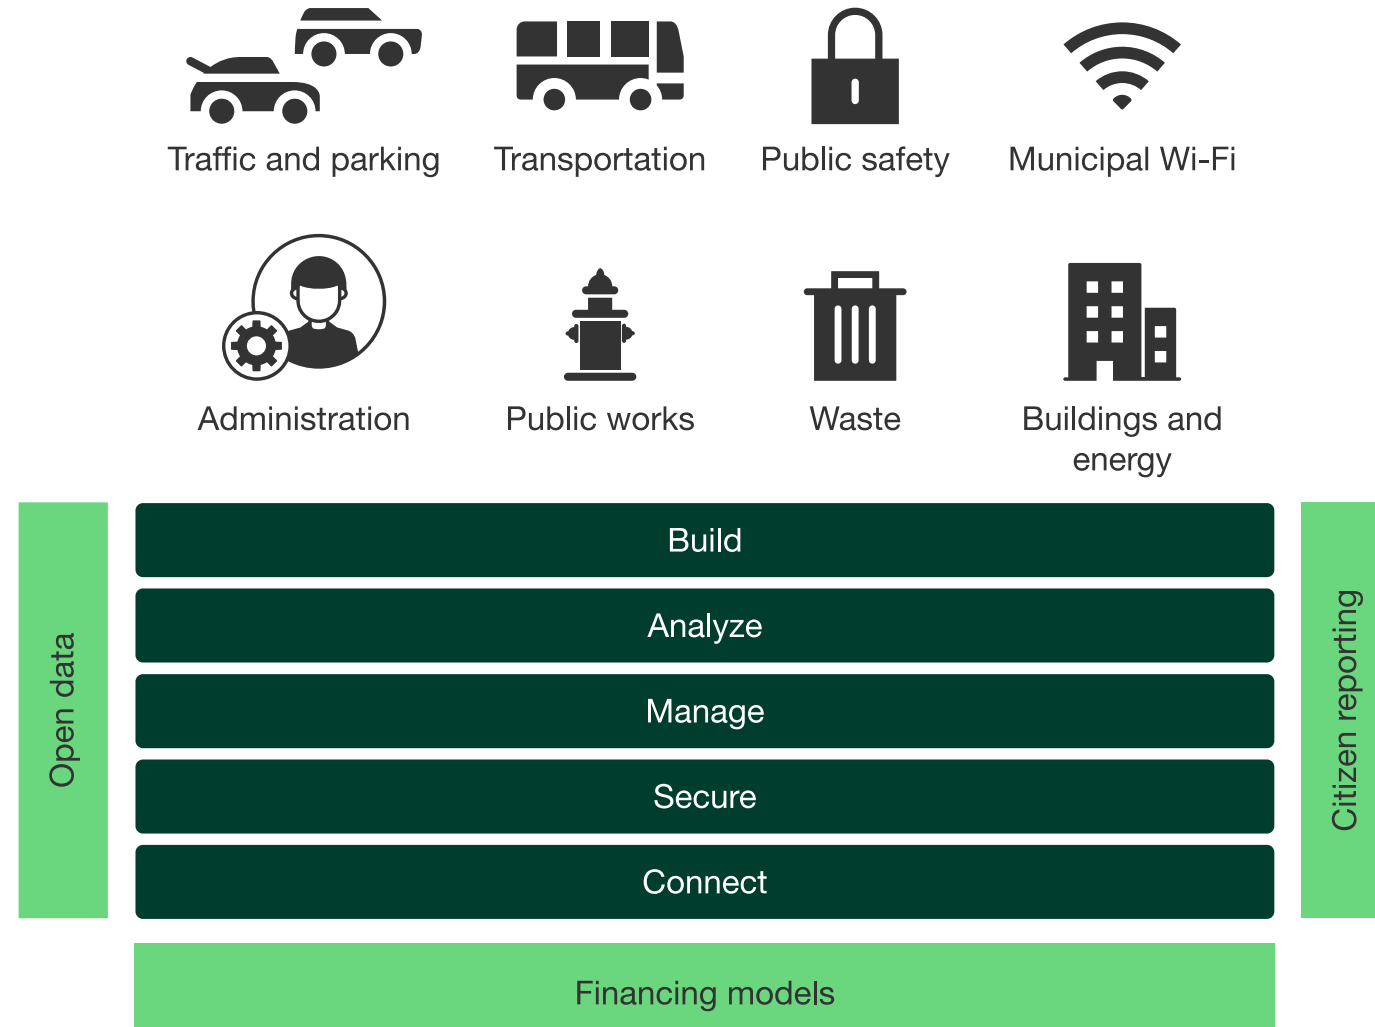 Traffic and parking
Transportation
Public safety
Municipal Wi-Fi
Administration
Public works
Waste
Buildings and
energy
Open data
Build
Analyze
Manage
Secure
Connect
Citizen reporting
Financing models